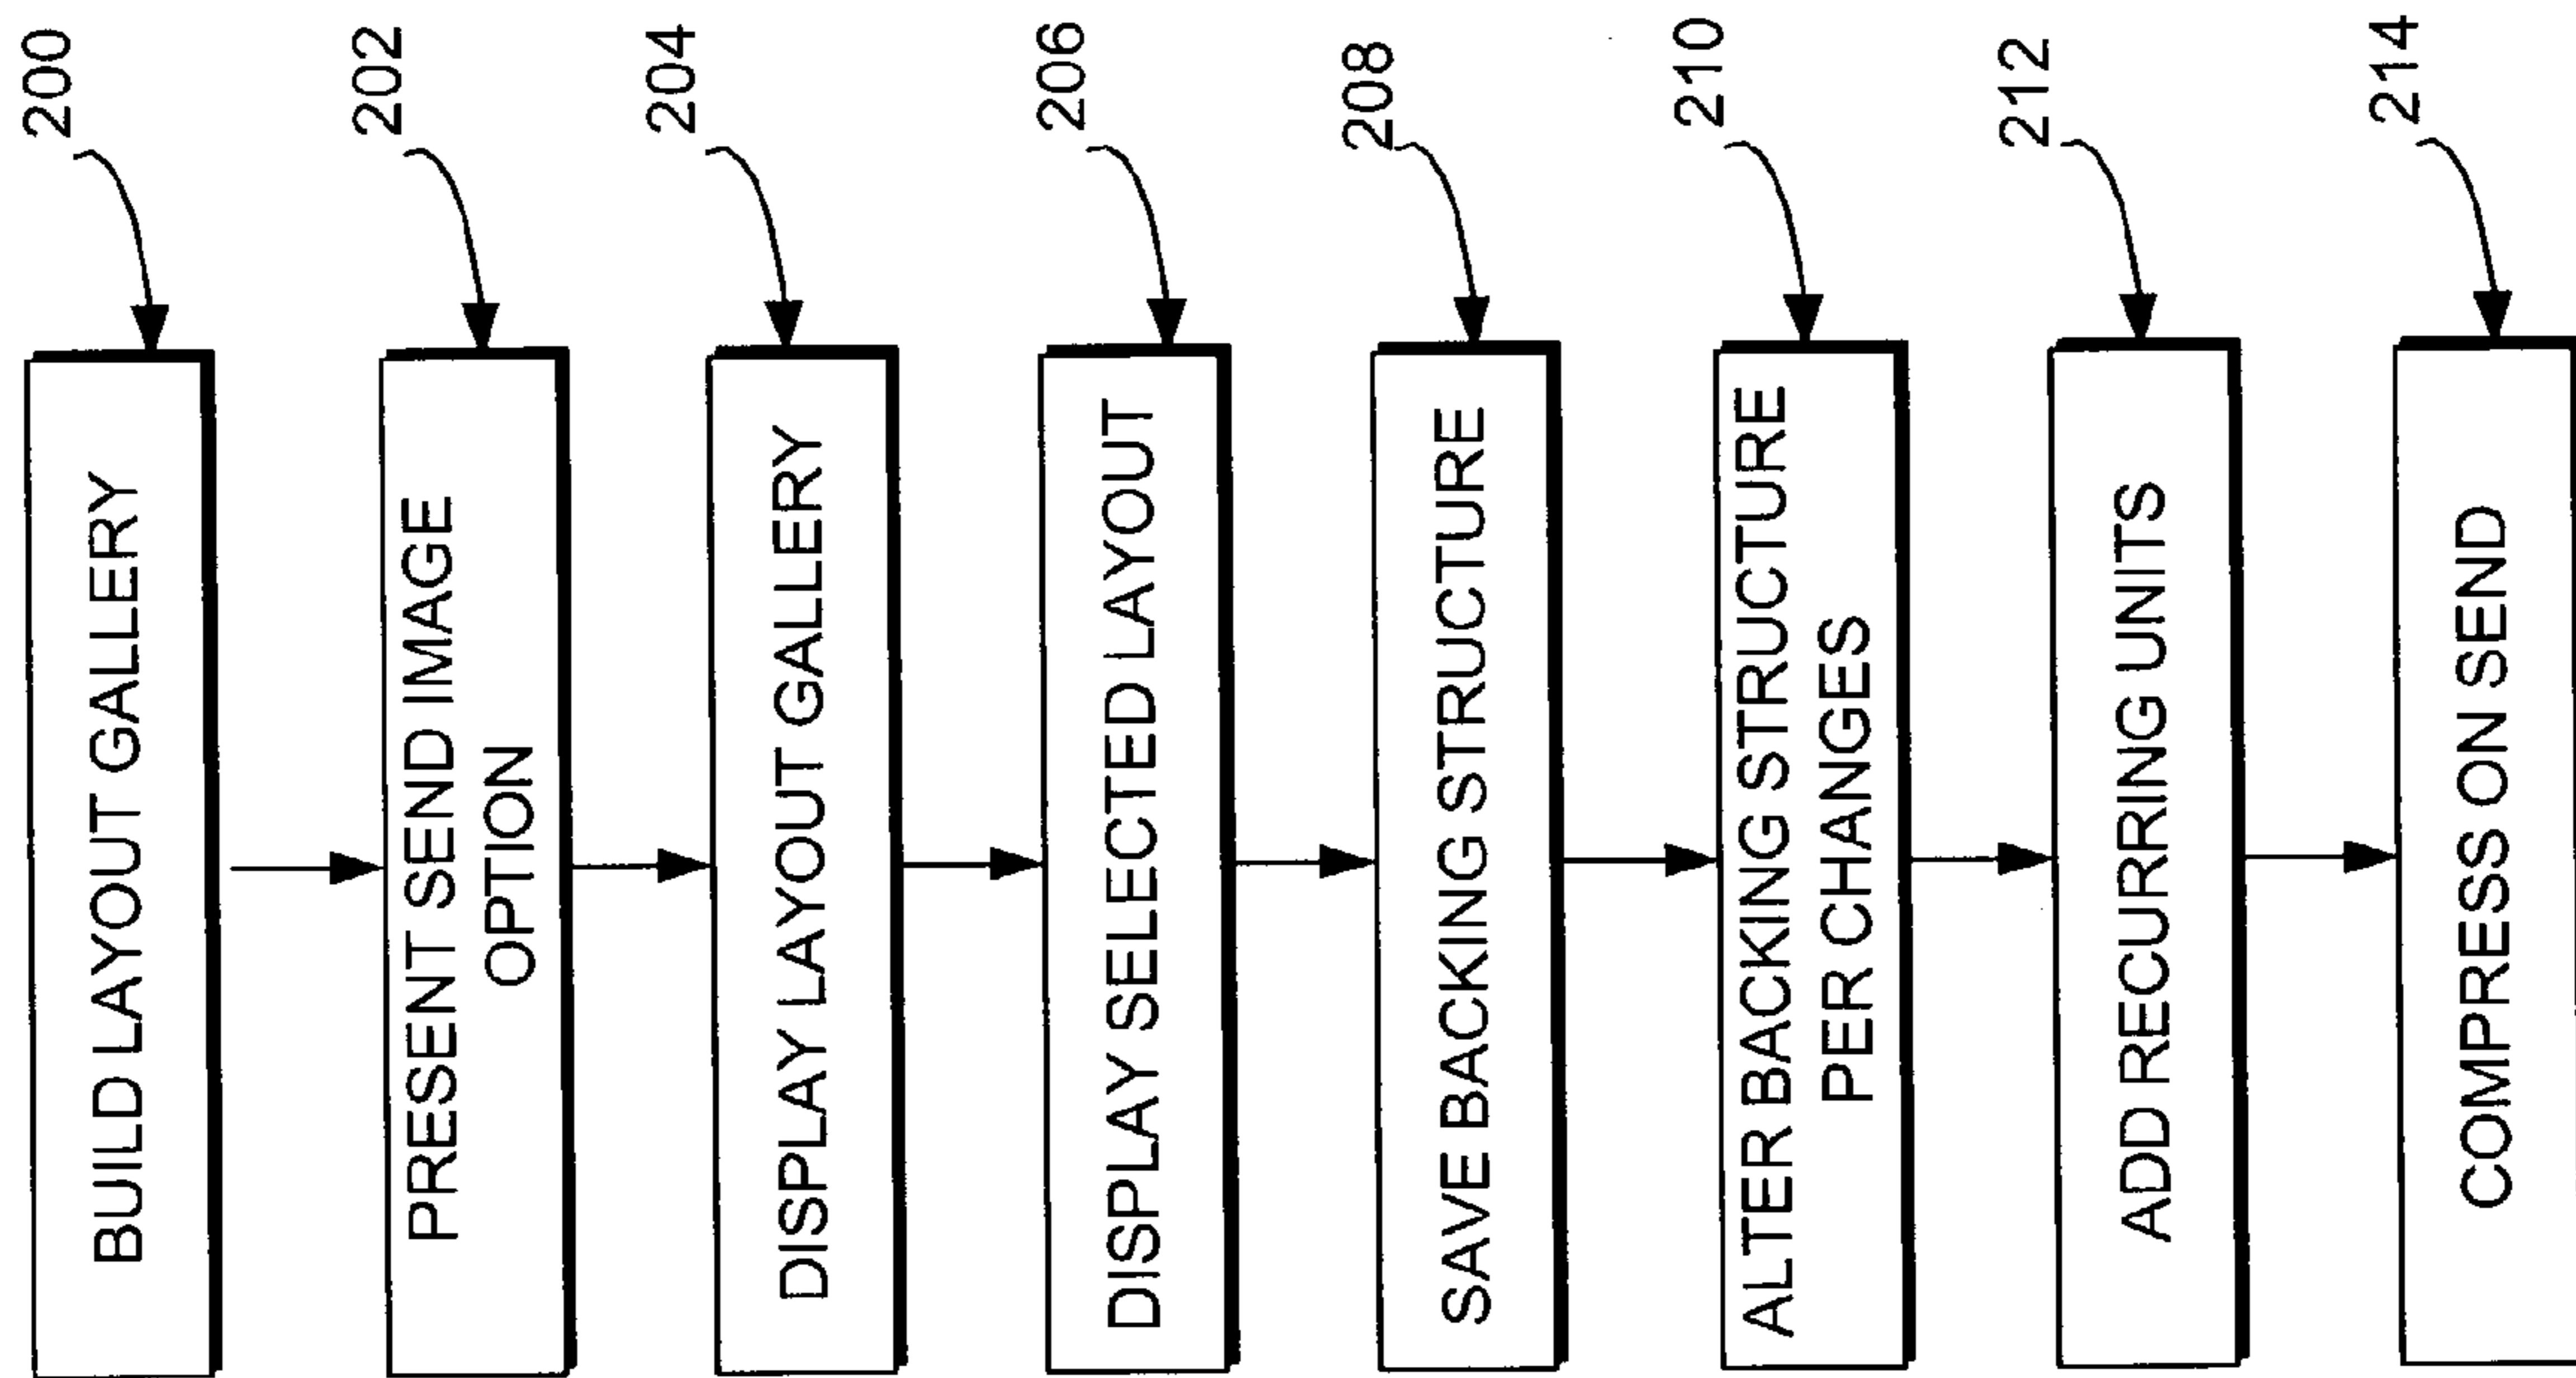 BUILD LAYOUT GALLERY
200
PRESENT SEND IMAGE
OPTION
202
DISPLAY LAYOUT GALLERY
204
DISPLAY SELECTED LAYOUT
206
SAVE BACKING STRUCTURE
208
ALTER BACKING STRUCTURE
PER CHANGES
210
ADD RECURRING UNITS
212
COMPRESS ON SEND
214